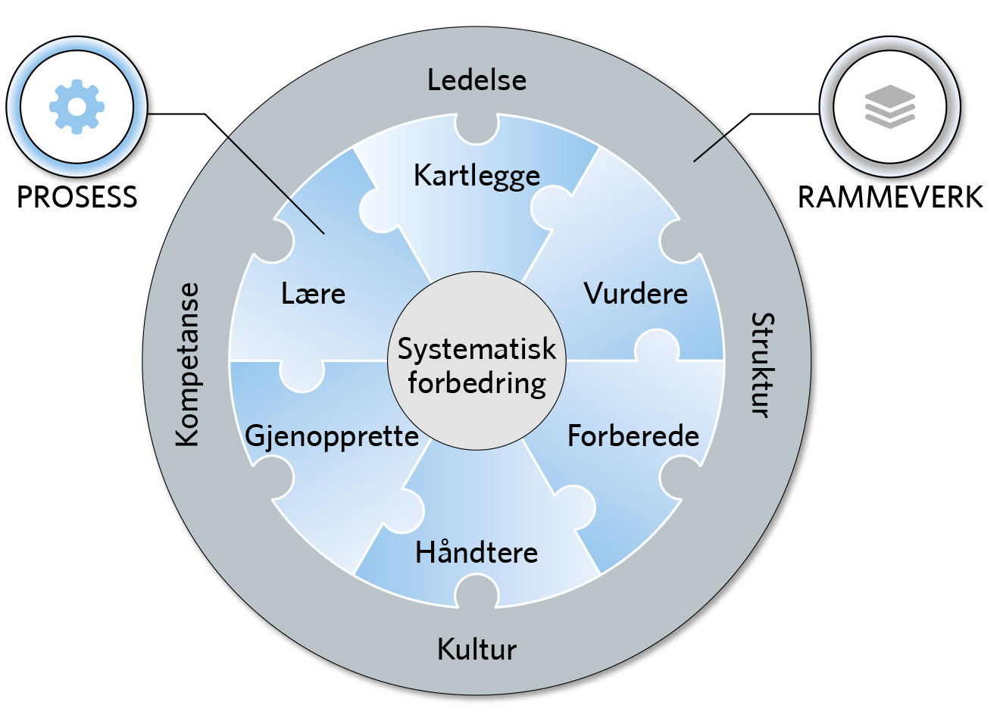 PROSESS
RAMMEVERK
Ledelse
Struktur
Kultur
Kompetanse
Kartlegge
Vurdere
Forberede
Håndtere
Gjenopprette
Lære
Systematisk
forbedring